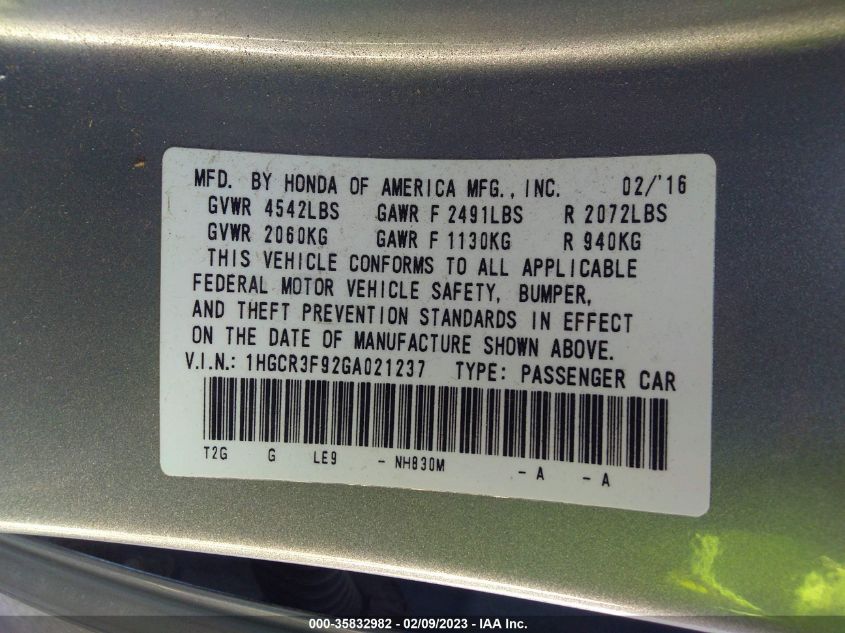 MFD. BY HONDA OF AMERICA MFG., INC. 02/'16
GVWR 4542LBS GAWR F 2491LBS R 2072LBS
GVWR 2060KG GAWR F 1130KG R 940KG
THIS VEHICLE CONFORMS TO ALL APPLICABLE
FEDERAL MOTOR VEHICLE SAFETY, BUMPER,
AND THEFT PREVENTION STANDARDS IN EFFECT
ON THE DATE OF MANUFACTURE SHOWN ABOVE.
V.I.N.: 1HGCR3F92GA021237 TYPE: PASSENGER CAR
T2G G LE9 - NH830M - A - A
000-35832982 - 02/09/2023 - IAA Inc.